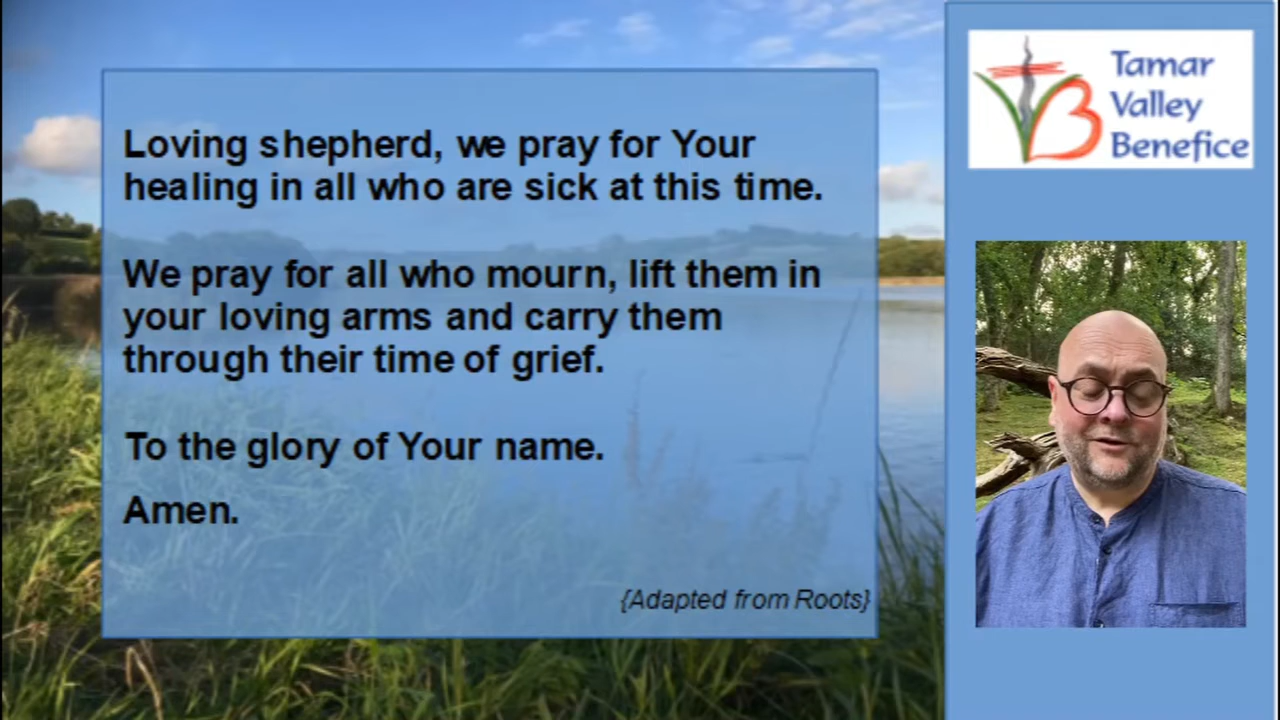 Loving shepherd, we pray for Your
healing in all who are sick at this time.
We pray for all who mourn, lift them in
your loving arms and carry them
through their time of grief.
To the glory of Your name.
Amen.
{Adapted from Roots}
Tamar
Valley
Benefice